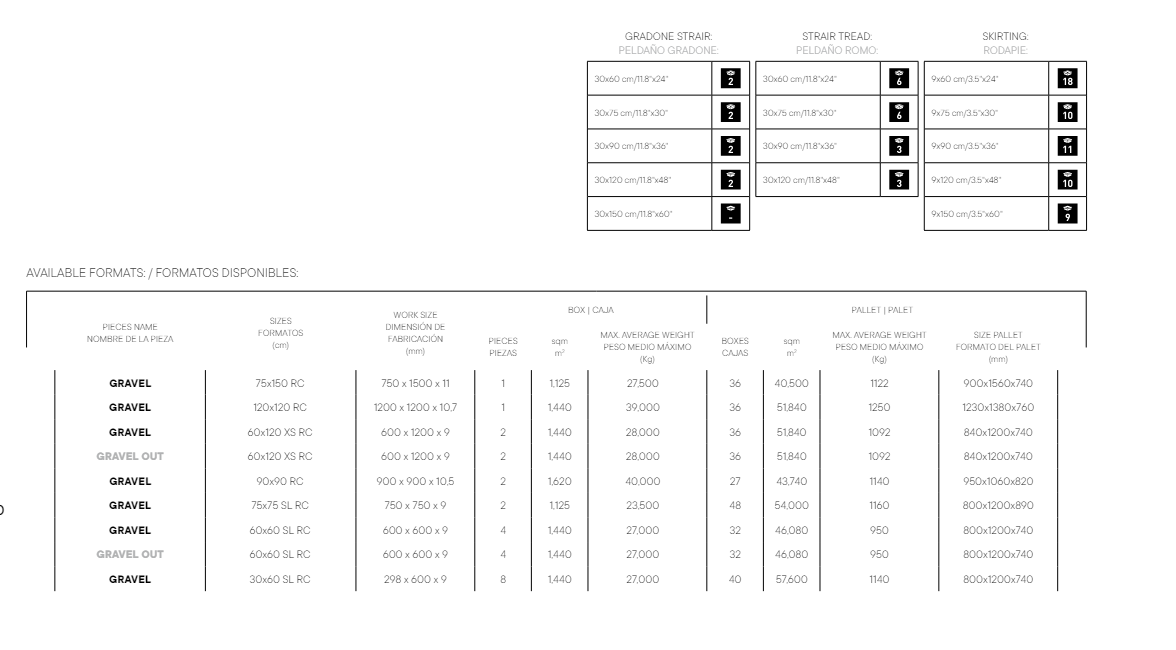 GRADONE STRAIR: STRAIR TREAD: SKIRTING:
PELDAÑO GRADONE: PELDAÑO ROMO: RODAPIE:
30x60 cm/11.8"x24" 2 30x60 cm/11.8"x24" 6 9x60 cm/3.5"x24" 18
30x75 cm/11.8"x30" 2 30x75 cm/11.8"x30" 6 9x75 cm/3.5"x30" 10
30x90 cm/11.8"x36" 2 30x90 cm/11.8"x36" 3 9x90 cm/3.5"x36" 11
30x120 cm/11.8"x48" 2 30x120 cm/11.8"x48" 3 9x120 cm/3.5"x48" 10
30x150 cm/11.8"x60" - 9x150 cm/3.5"x60" 9
AVAILABLE FORMATS: / FORMATOS DISPONIBLES:
BOX | CAJA PALLET | PALET
PIECES NAME
NOMBRE DE LA PIEZA
SIZES
FORMATOS
(cm)
WORK SIZE
DIMENSIÓN DE
FABRICACIÓN
(mm)
PIECES
PIEZAS
sqm
m²
MAX. AVERAGE WEIGHT
PESO MEDIO MÁXIMO
(Kg)
BOXES
CAJAS
sqm
m²
MAX. AVERAGE WEIGHT
PESO MEDIO MÁXIMO
(Kg)
SIZE PALLET
FORMATO DEL PALET
(mm)
GRAVEL 75x150 RC 750 x 1500 x 11 1 1,125 27,500 36 40,500 1122 900x1560x740
GRAVEL 120x120 RC 1200 x 1200 x 10,7 1 1,440 39,000 36 51,840 1250 1230x1380x760
GRAVEL 60x120 XS RC 600 x 1200 x 9 2 1,440 28,000 36 51,840 1092 840x1200x740
GRAVEL OUT 60x120 XS RC 600 x 1200 x 9 2 1,440 28,000 36 51,840 1092 840x1200x740
GRAVEL 90x90 RC 900 x 900 x 10,5 2 1,620 40,000 27 43,740 1140 950x1060x820
GRAVEL 75x75 SL RC 750 x 750 x 9 2 1,125 23,500 48 54,000 1160 800x1200x890
GRAVEL 60x60 SL RC 600 x 600 x 9 4 1,440 27,000 32 46,080 950 800x1200x740
GRAVEL OUT 60x60 SL RC 600 x 600 x 9 4 1,440 27,000 32 46,080 950 800x1200x740
GRAVEL 30x60 SL RC 298 x 600 x 9 8 1,440 27,000 40 57,600 1140 800x1200x740